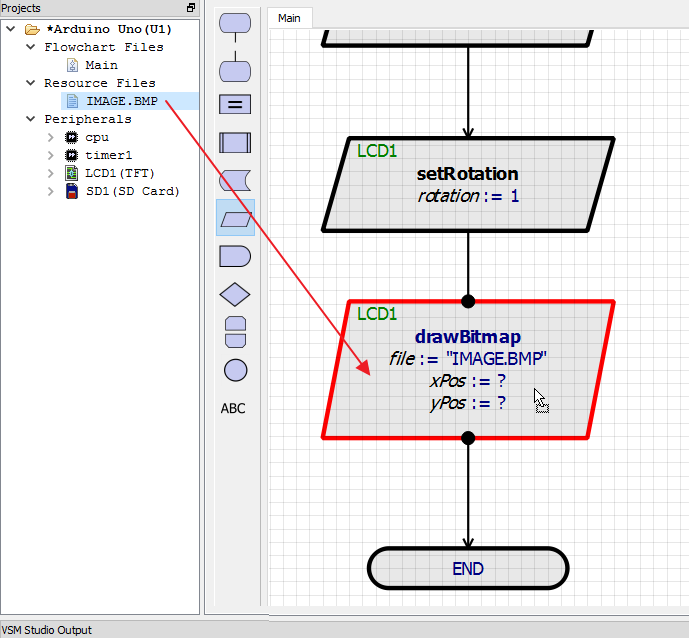 Projects
*Arduino Uno(U1)
Flowchart Files
Main
Resource Files
IMAGE.BMP
Peripherals
cpu
timer1
LCD1(TFT)
SD1(SD Card)
ABC
Main
LCD1
setRotation
rotation := 1
LCD1
drawBitmap
file := "IMAGE.BMP"
xPos := ?
yPos := ?
END
VSM Studio Output